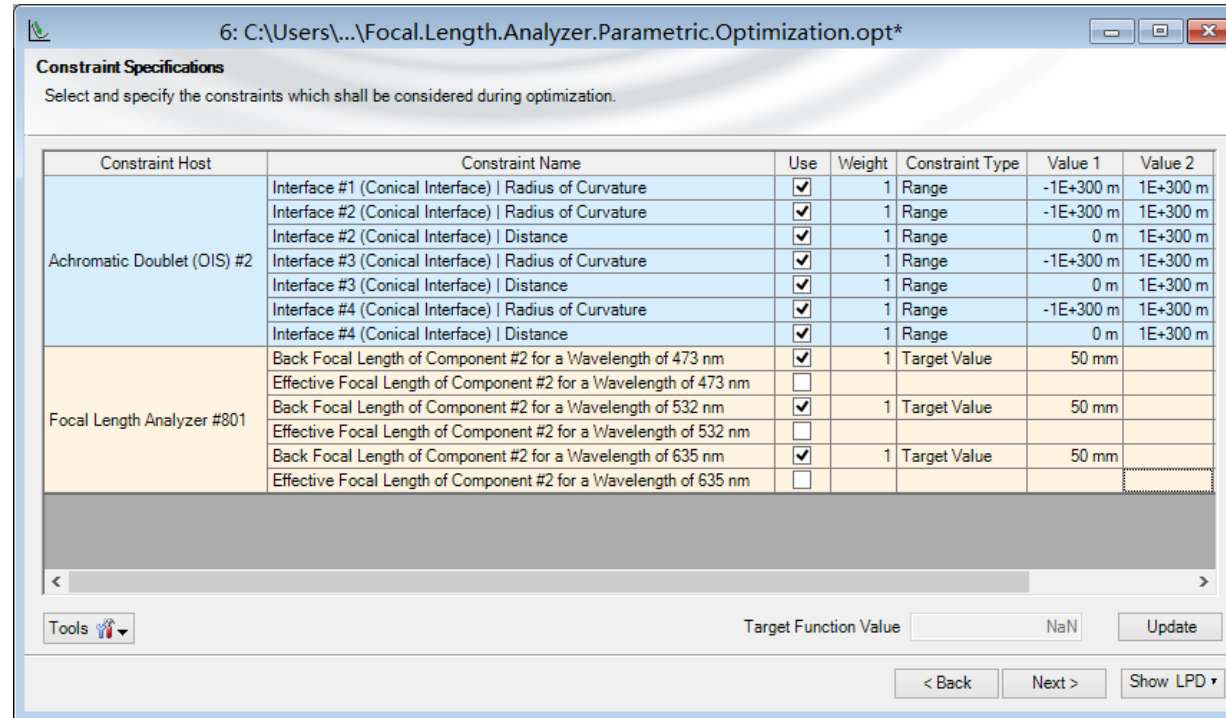 6: C:\Users\...\Focal.Length.Analyzer.Parametric.Optimization.opt*
Constraint Specifications
Select and specify the constraints which shall be considered during optimization.
Constraint Host Constraint Name Use Weight Constraint Type Value 1 Value 2
Interface #1 (Conical Interface) | Radius of Curvature 1 Range -1E+300 m 1E+300 m
Interface #2 (Conical Interface) | Radius of Curvature 1 Range -1E+300 m 1E+300 m
Interface #2 (Conical Interface) | Distance 1 Range 0 m 1E+300 m
Achromatic Doublet (OIS) #2 Interface #3 (Conical Interface) | Radius of Curvature 1 Range -1E+300 m 1E+300 m
Interface #3 (Conical Interface) | Distance 1 Range 0 m 1E+300 m
Interface #4 (Conical Interface) | Radius of Curvature 1 Range -1E+300 m 1E+300 m
Interface #4 (Conical Interface) | Distance 1 Range 0 m 1E+300 m
Back Focal Length of Component #2 for a Wavelength of 473 nm 1 Target Value 50 mm
Effective Focal Length of Component #2 for a Wavelength of 473 nm
Focal Length Analyzer #801 Back Focal Length of Component #2 for a Wavelength of 532 nm 1 Target Value 50 mm
Effective Focal Length of Component #2 for a Wavelength of 532 nm
Back Focal Length of Component #2 for a Wavelength of 635 nm 1 Target Value 50 mm
Effective Focal Length of Component #2 for a Wavelength of 635 nm
Tools Target Function Value NaN Update
< Back Next > Show LPD